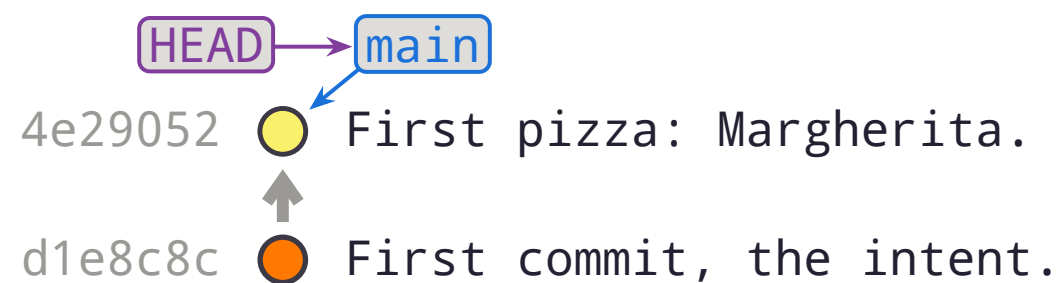 HEAD main
4e29052 First pizza: Margherita.
d1e8c8c First commit, the intent.